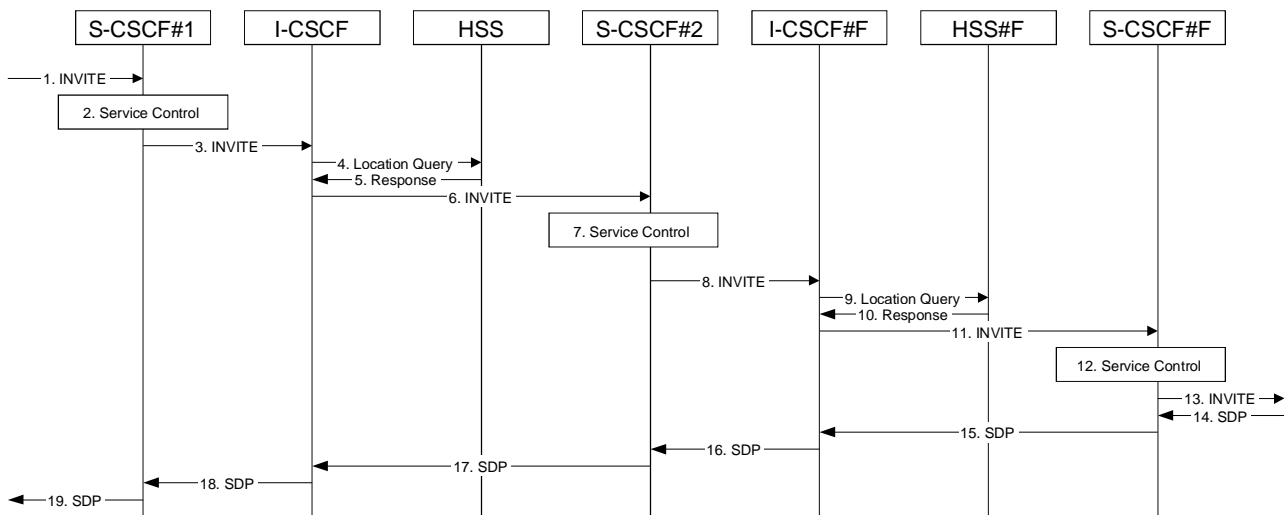 S-CSCF#1
I-CSCF
HSS
S-CSCF#2
I-CSCF#F
HSS#F
S-CSCF#F
1. INVITE
2. Service Control
3. INVITE
4. Location Query
5. Response
6. INVITE
7. Service Control
8. INVITE
9. Location Query
10. Response
11. INVITE
12. Service Control
13. INVITE
14. SDP
15. SDP
16. SDP
17. SDP
18. SDP
19. SDP